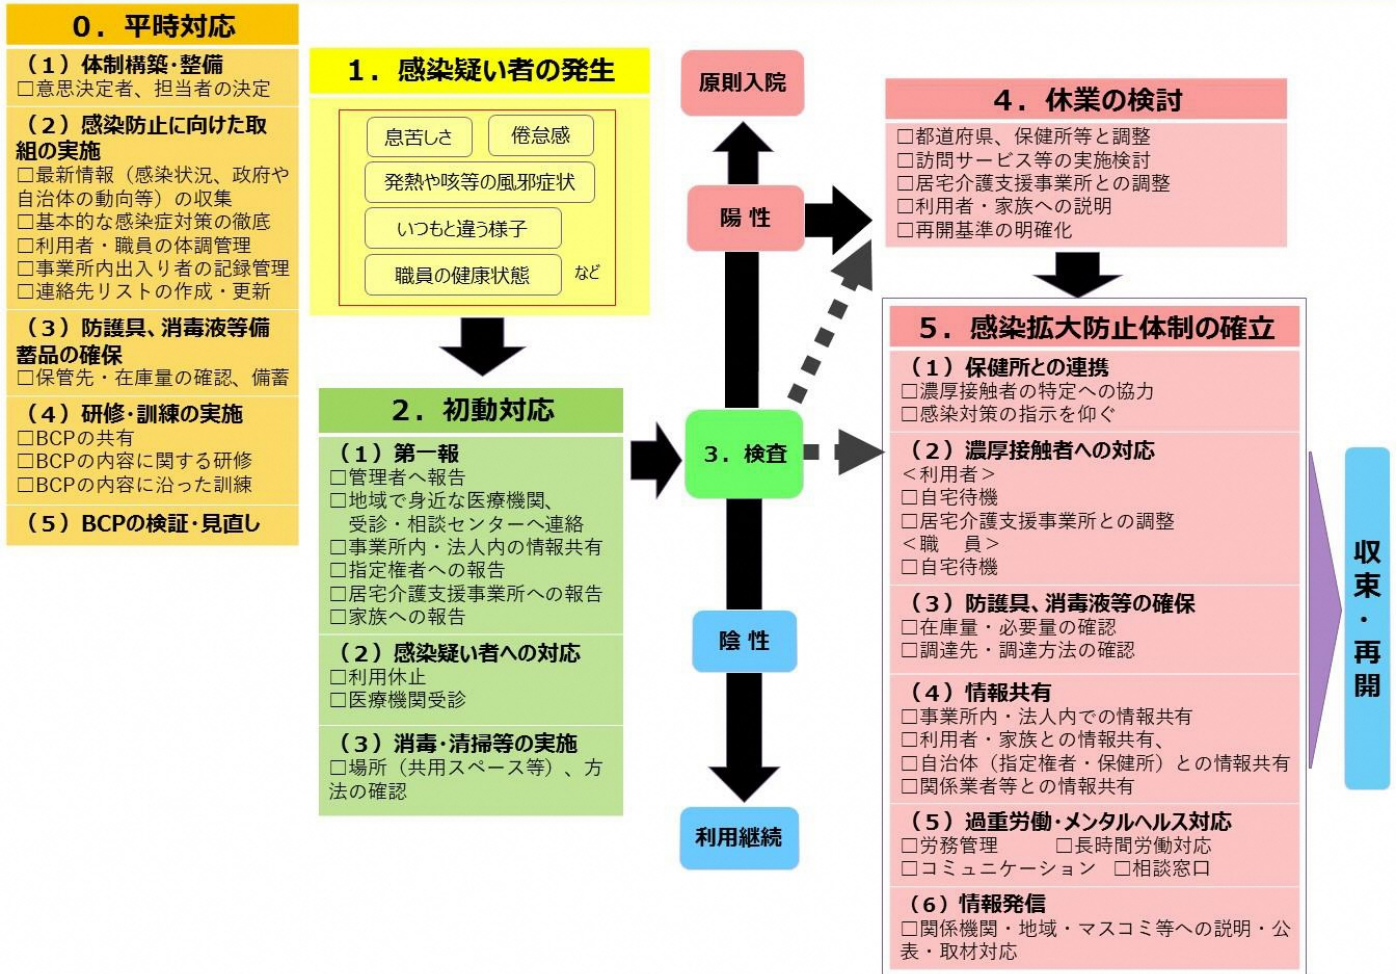 0．平時対応
（1）体制構築・整備
□意思決定者、担当者の決定
（2）感染防止に向けた取
組の実施
□最新情報（感染状況、政府や
自治体の動向等）の収集
□基本的な感染症対策の徹底
□利用者・職員の体調管理
□事業所内出入り者の記録管理
□連絡先リストの作成・更新
（3）防護具、消毒液等備
蓄品の確保
□保管先・在庫量の確認、備蓄
（4）研修・訓練の実施
□BCPの共有
□BCPの内容に関する研修
□BCPの内容に沿った訓練
（5）BCPの検証・見直し
1．感染疑い者の発生
息苦しさ
倦怠感
発熱や咳等の風邪症状
いつもと違う様子
職員の健康状態
など
2．初動対応
（1）第一報
□管理者へ報告
□地域で身近な医療機関、
受診・相談センターへ連絡
□事業所内・法人内の情報共有
□指定権者への報告
□居宅介護支援事業所への報告
□家族への報告
（2）感染疑い者への対応
□利用休止
□医療機関受診
（3）消毒・清掃等の実施
□場所（共用スペース等）、方
法の確認
原則入院
陽性
3．検査
陰性
利用継続
4．休業の検討
□都道府県、保健所等と調整
□訪問サービス等の実施検討
□居宅介護支援事業所との調整
□利用者・家族への説明
□再開基準の明確化
5．感染拡大防止体制の確立
（1）保健所との連携
□濃厚接触者の特定への協力
□感染対策の指示を仰ぐ
（2）濃厚接触者への対応
＜利用者＞
□自宅待機
□居宅介護支援事業所との調整
＜職　員＞
□自宅待機
（3）防護具、消毒液等の確保
□在庫量・必要量の確認
□調達先・調達方法の確認
（4）情報共有
□事業所内・法人内での情報共有
□利用者・家族との情報共有、
□自治体（指定権者・保健所）との情報共有
□関係業者等との情報共有
（5）過重労働・メンタルヘルス対応
□労務管理　□長時間労働対応
□コミュニケーション　□相談窓口
（6）情報発信
□関係機関・地域・マスコミ等への説明・公
表・取材対応
収束・再開